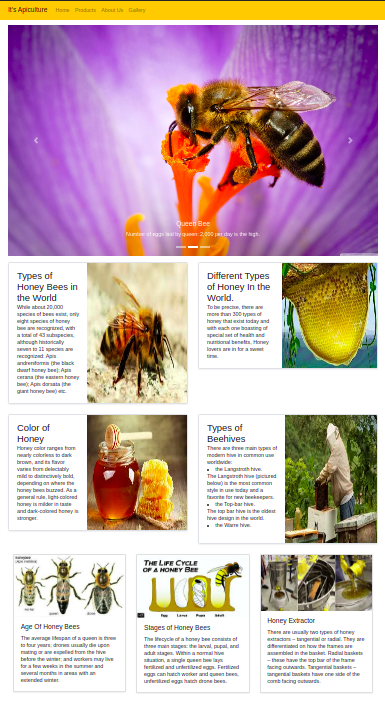 It's Apiculture Home Products About Us Gallery
Queen Bee
Number of eggs laid by queen: 2,000 per day is the high.
Types of
Honey Bees in
the World
While about 20,000
species of bees exist, only
eight species of honey
bee are recognized, with
a total of 43 subspecies,
although historically
seven to 11 species are
recognized: Apis
andreniformis (the black
dwarf honey bee); Apis
cerana (the eastern honey
bee); Apis dorsata (the
giant honey bee) etc.
Different Types
of Honey In the
World.
To be precise, there are
more than 300 types of
honey that exist today and
with each one boasting of
special set of health and
nutritional benefits, Honey
lovers are in for a sweet
time.
Color of
Honey
Honey color ranges from
nearly colorless to dark
brown, and its flavor
varies from delectably
mild to distinctively bold,
depending on where the
honey bees buzzed. As a
general rule, light-colored
honey is milder in taste
and dark-colored honey is
stronger.
Types of
Beehives
There are three main types of
modern hive in common use
worldwide:
• the Langstroth hive.
The Langstroth hive (pictured
below) is the most common
style in use today and a
favorite for new beekeepers.
• the Top-bar hive.
The top bar hive is the oldest
hive design in the world.
• the Warre hive.
Age Of Honey Bees
The average lifespan of a queen is three
to four years; drones usually die upon
mating or are expelled from the hive
before the winter; and workers may live
for a few weeks in the summer and
several months in areas with an
extended winter.
THE LIFE CYCLE
OF A HONEY BEE
Egg Larva Pupa Adult
Stages of Honey Bees
The lifecycle of a honey bee consists of
three main stages: the larval, pupal, and
adult stages. Within a normal hive
situation, a single queen bee lays
fertilized and unfertilized eggs. Fertilized
eggs can hatch worker and queen bees,
unfertilized eggs hatch drone bees.
Honey Extractor
There are usually two types of honey
extractors – tangential or radial. They are
differentiated on how the frames are
assembled in the basket. Radial baskets
– these have the top bar of the frame
facing outwards. Tangential baskets –
tangential baskets have one side of the
comb facing outwards.